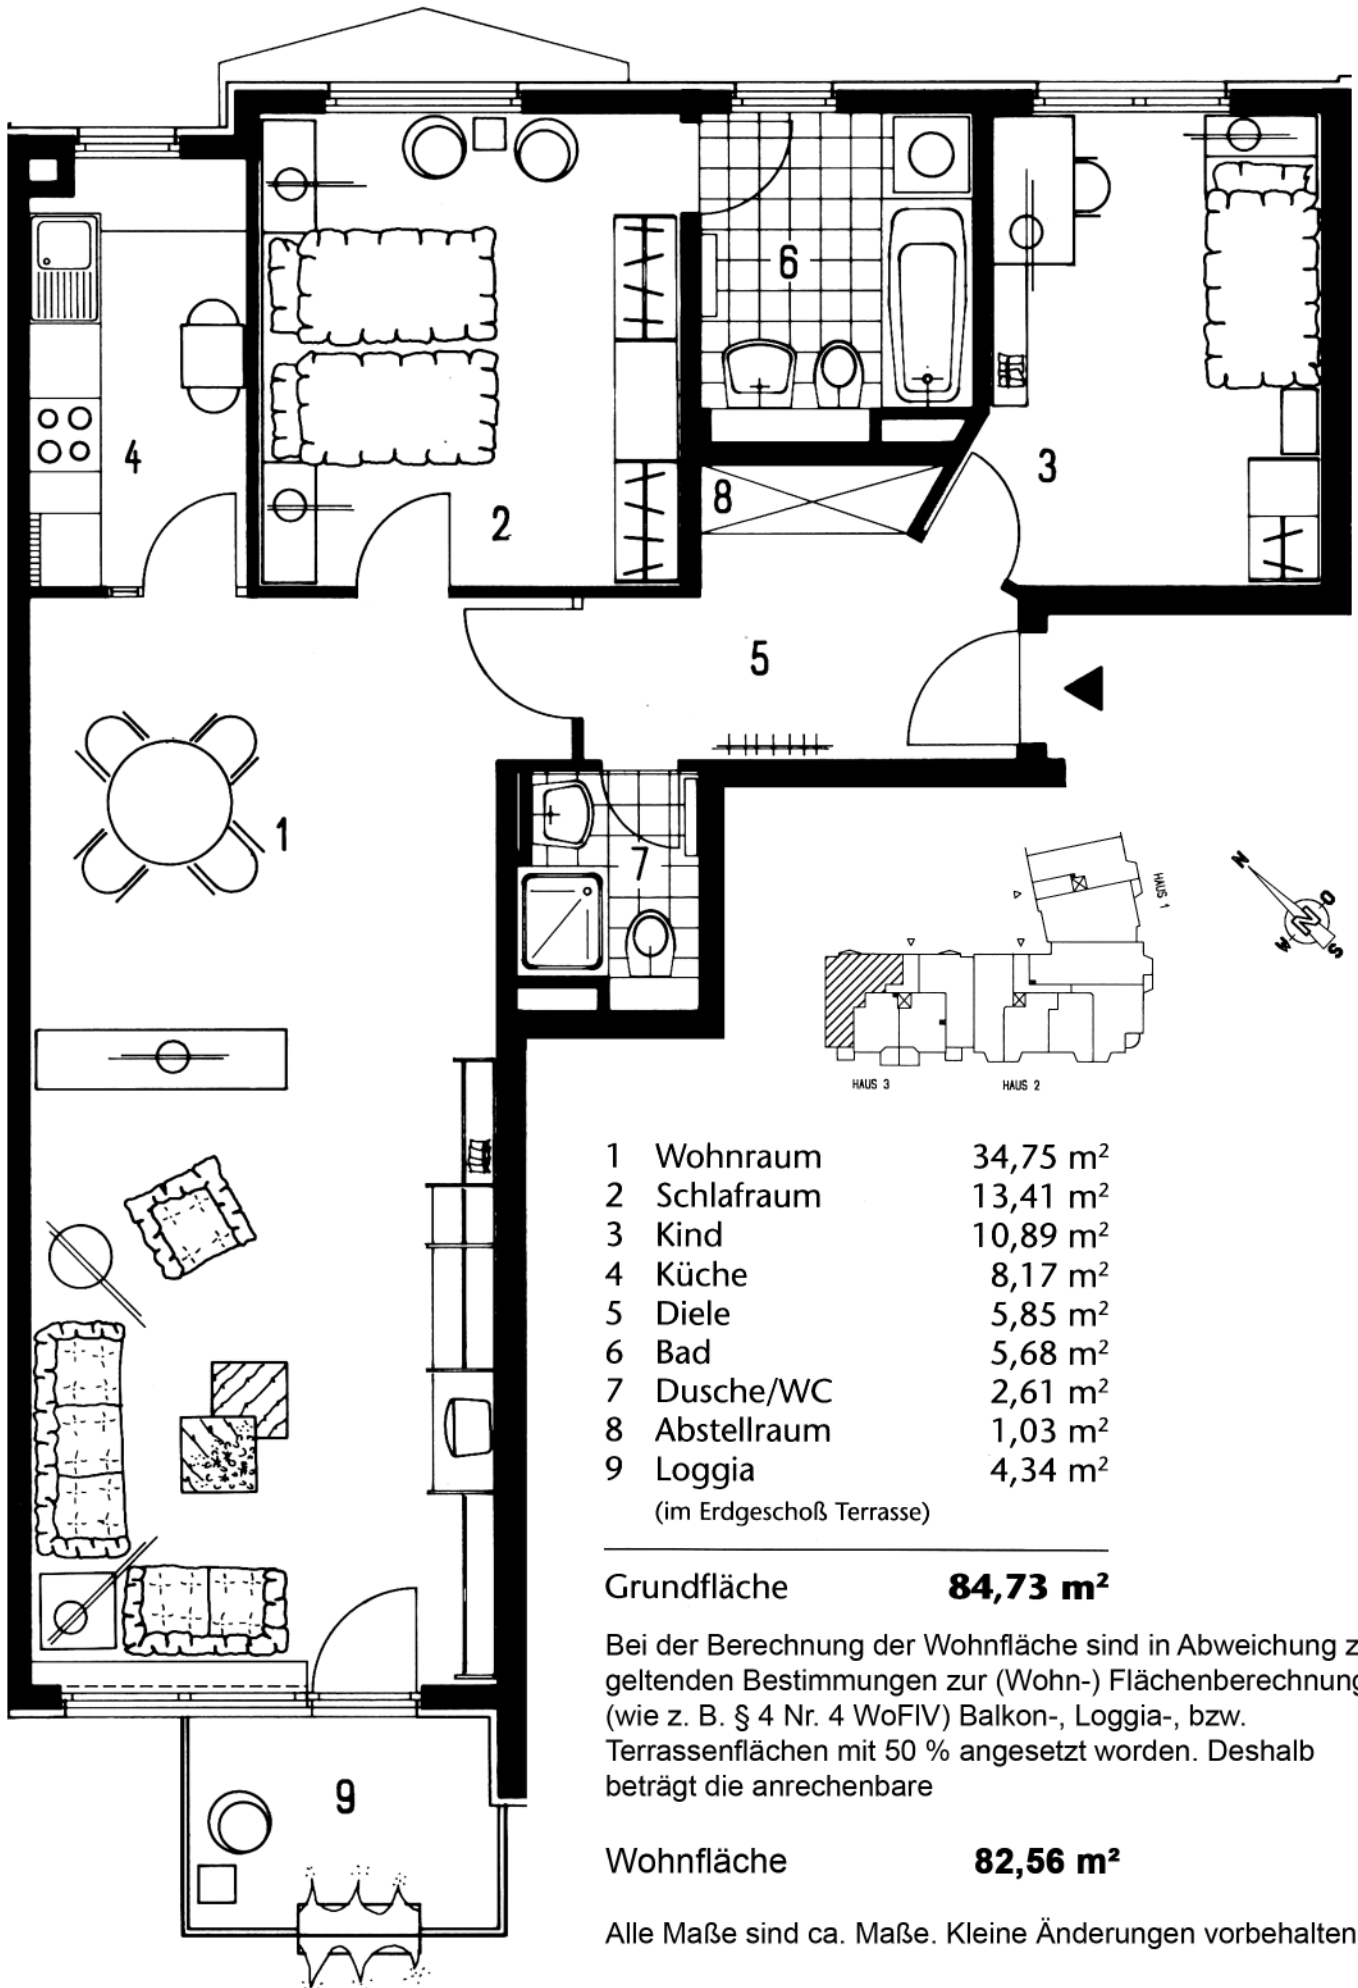 6
4
3
8
2
5
1
7
HAUS 1
N
O
N
W
S
HAUS 3
HAUS 2
1 Wohnraum 34,75 m²
2 Schlafraum 13,41 m²
3 Kind 10,89 m²
4 Küche 8,17 m²
5 Diele 5,85 m²
6 Bad 5,68 m²
7 Dusche/WC 2,61 m²
8 Abstellraum 1,03 m²
9 Loggia 4,34 m²
(im Erdgeschoß Terrasse)
Grundfläche 84,73 m²
Bei der Berechnung der Wohnfläche sind in Abweichung z
geltenden Bestimmungen zur (Wohn-) Flächenberechnung
(wie z. B. § 4 Nr. 4 WoFlV) Balkon-, Loggia-, bzw.
Terrassenflächen mit 50 % angesetzt worden. Deshalb
beträgt die anrechenbare
9
Wohnfläche 82,56 m²
Alle Maße sind ca. Maße. Kleine Änderungen vorbehalten